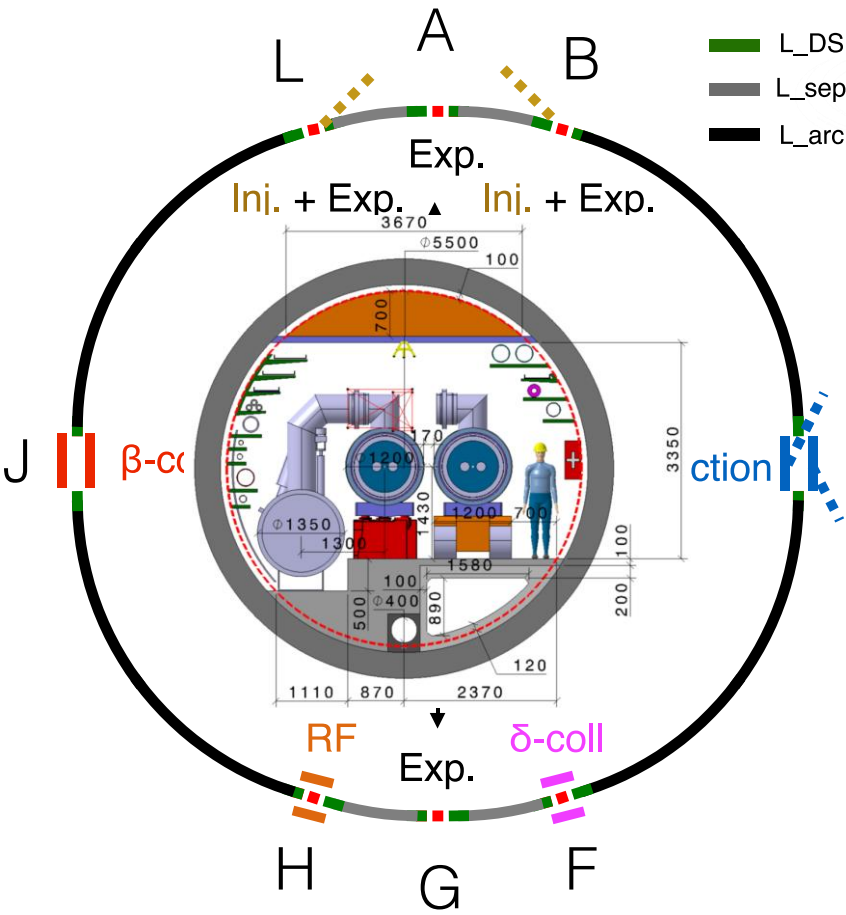 A
L
B
L_DS
L_sep
L_arc
Exp.
Inj. + Exp.
Inj. + Exp.
3670
ϕ5500
100
700
J
β-co
ction
170
ϕ1200
3350
1430
1200
700
ϕ1350
1300
1580
100
100
ϕ400
500
890
200
120
1110
870
2370
RF
δ-coll
Exp.
H
G
F